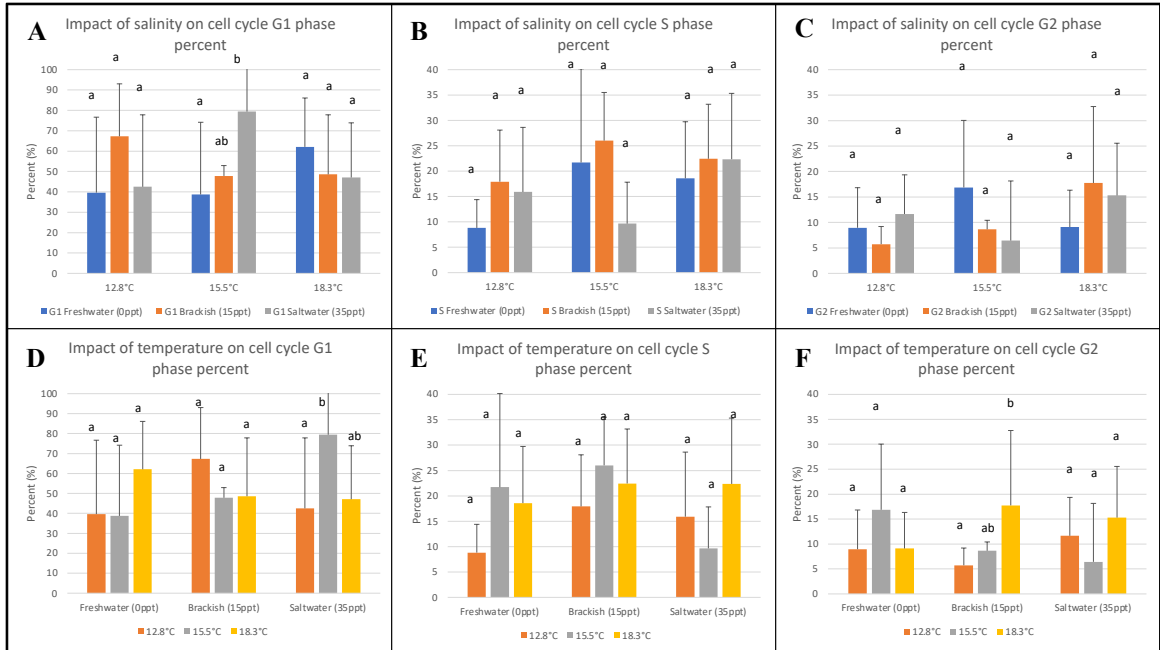 A
Impact of salinity on cell cycle G1 phase
percent
a
a
a
a
ab
b
a
a
a
100
90
80
70
60
50
40
30
20
10
0
Percent (%)
12.8°C
15.5°C
18.3°C
G1 Freshwater (0ppt)
G1 Brackish (15ppt)
G1 Saltwater (35ppt)
B
Impact of salinity on cell cycle S phase
percent
a
a
a
a
a
a
a
a
a
40
35
30
25
20
15
10
5
0
Percent (%)
12.8°C
15.5°C
18.3°C
S Freshwater (0ppt)
S Brackish (15ppt)
S Saltwater (35ppt)
C
Impact of salinity on cell cycle G2 phase
percent
a
a
a
a
a
a
a
a
a
40
35
30
25
20
15
10
5
0
Percent (%)
12.8°C
15.5°C
18.3°C
G2 Freshwater (0ppt)
G2 Brackish (15ppt)
G2 Saltwater (35ppt)
D
Impact of temperature on cell cycle G1
phase percent
a
a
a
a
a
a
a
b
ab
100
90
80
70
60
50
40
30
20
10
0
Percent (%)
Freshwater (0ppt)
Brackish (15ppt)
Saltwater (35ppt)
12.8°C
15.5°C
18.3°C
E
Impact of temperature on cell cycle S
phase percent
a
a
a
a
a
a
a
a
a
40
35
30
25
20
15
10
5
0
Percent (%)
Freshwater (0ppt)
Brackish (15ppt)
Saltwater (35ppt)
12.8°C
15.5°C
18.3°C
F
Impact of temperature on cell cycle G2
phase percent
a
a
a
a
ab
b
a
a
a
40
35
30
25
20
15
10
5
0
Percent (%)
Freshwater (0ppt)
Brackish (15ppt)
Saltwater (35ppt)
12.8°C
15.5°C
18.3°C